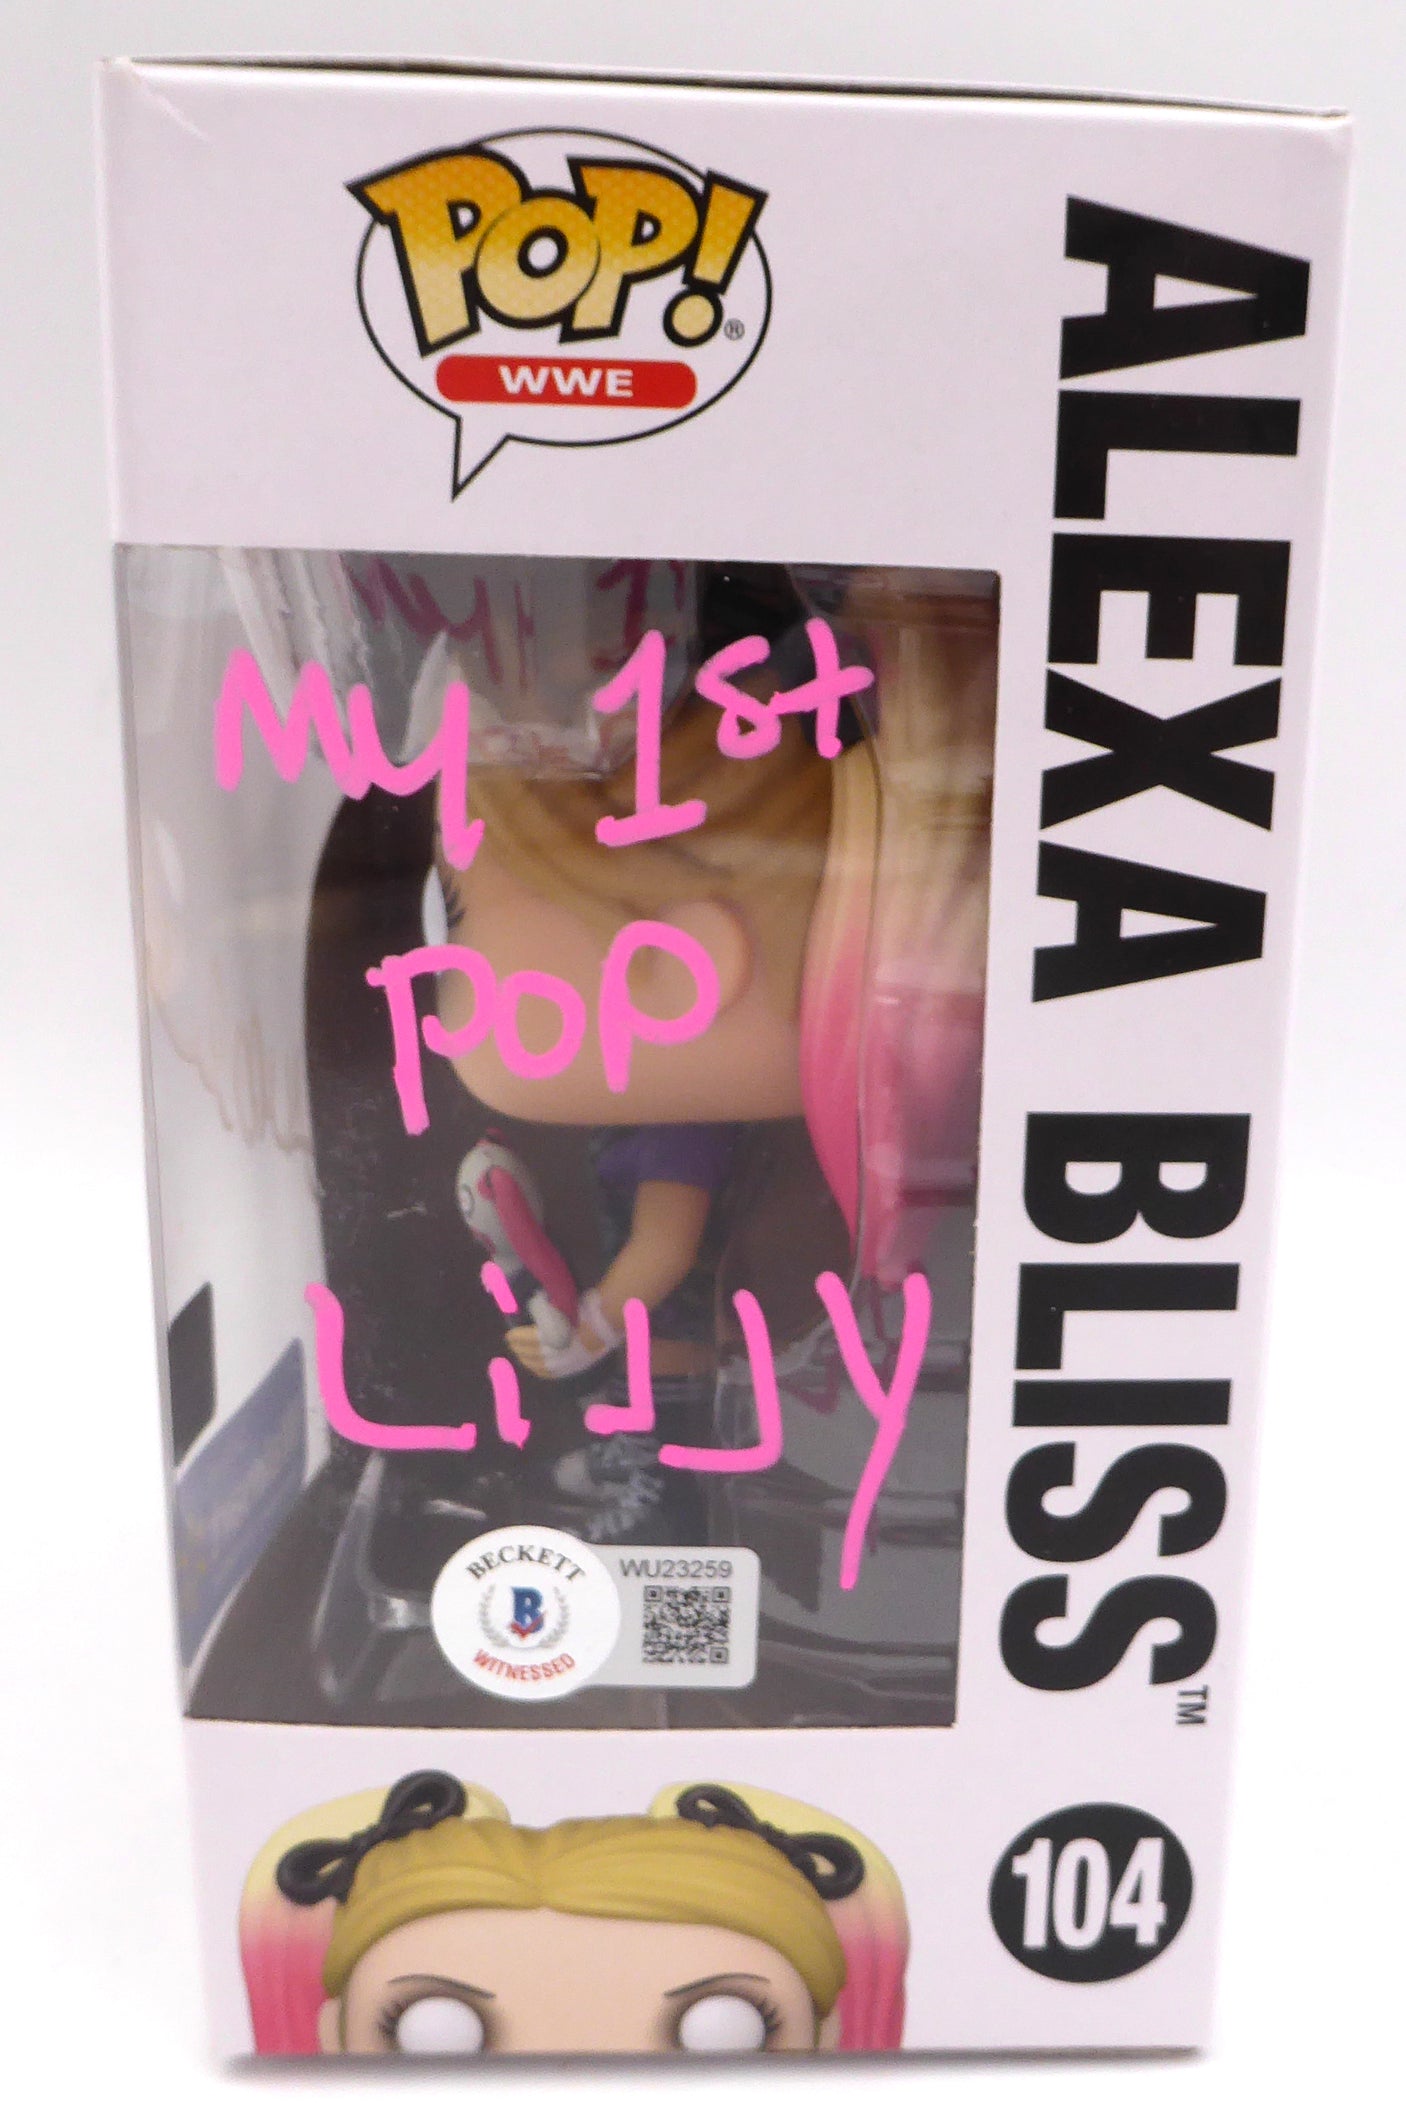 POP!®
WWE
ALEXA BLISS™
My 1st
POP
Lilly
BECKETT
B
WITNESSED
WU23259
104